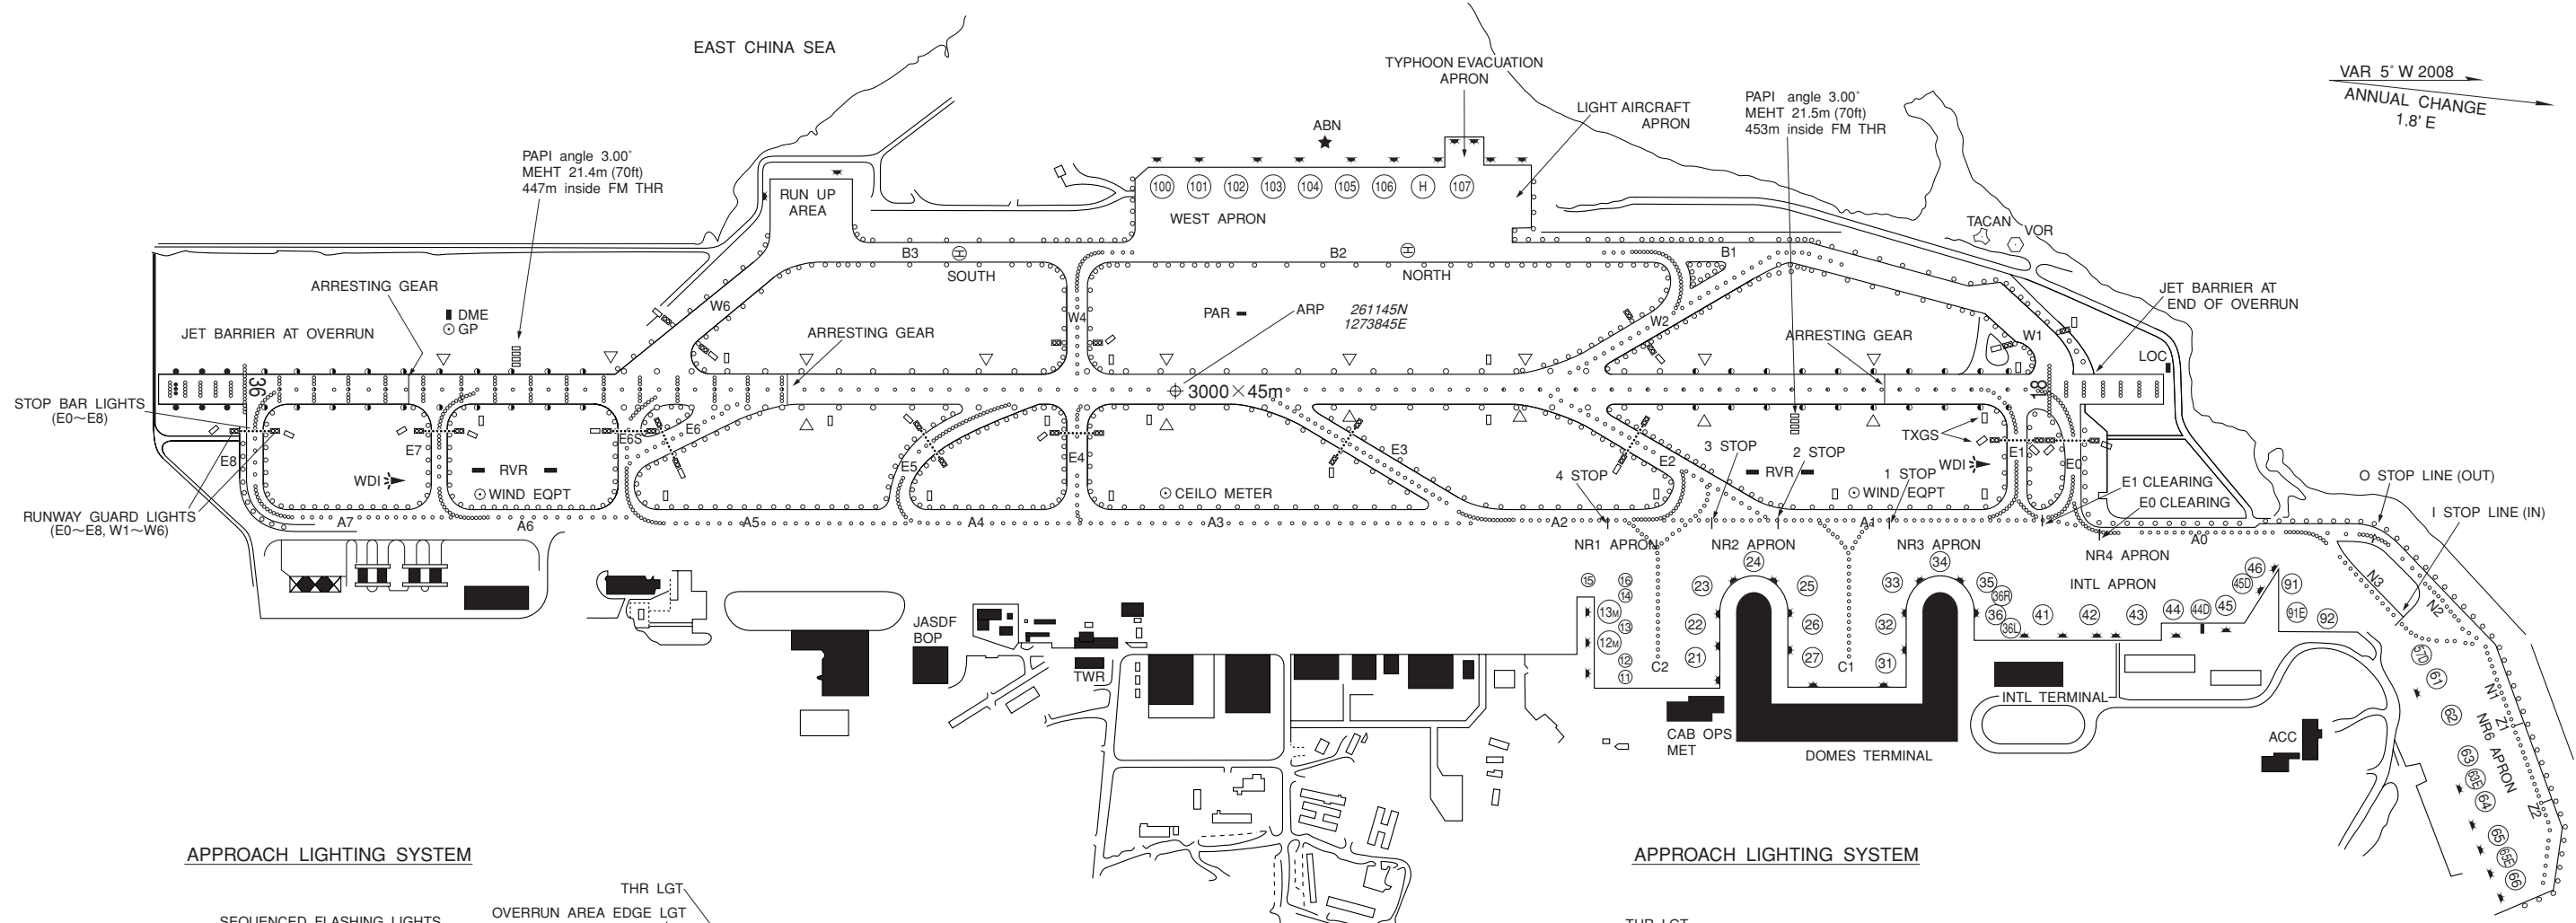 EAST CHINA SEA
TYPHOON EVACUATION
APRON
LIGHT AIRCRAFT
APRON
ABN
PAPI angle 3.00°
MEHT 21.5m (70ft)
453m inside FM THR
VAR 5° W 2008
ANNUAL CHANGE
1.8' E
PAPI angle 3.00°
MEHT 21.4m (70ft)
447m inside FM THR
RUN UP
AREA
100 101 102 103 104 105 106 H 107
WEST APRON
TACAN
VOR
B3
SOUTH
B2
NORTH
B1
ARRESTING GEAR
DME
GP
JET BARRIER AT OVERRUN
W6
ARRESTING GEAR
W4
PAR
ARP
261145N
1273845E
W2
ARRESTING GEAR
W1
JET BARRIER AT
END OF OVERRUN
LOC
36
3000×45m
18
STOP BAR LIGHTS
(E0~E8)
E8
E7
E6S
E6
E5
E4
E3
E2
E1
E0
TXGS
WDI
RVR
WIND EQPT
CEILO METER
4 STOP
3 STOP
RVR
2 STOP
1 STOP
WIND EQPT
WDI
E1 CLEARING
E0 CLEARING
O STOP LINE (OUT)
I STOP LINE (IN)
RUNWAY GUARD LIGHTS
(E0~E8, W1~W6)
A7
A6
A5
A4
A3
A2
A1
A0
NR1 APRON
NR2 APRON
NR3 APRON
NR4 APRON
INTL APRON
15
16
14
13M
13
12M
12
11
C2
23
22
21
24
25
26
27
C1
33
32
31
34
35
36R
36
36L
41
42
43
44
44D
45
45D
46
91
91E
92
N3
N2
57D
61
62
63
63E
64
65
65E
66
N1
Z1
NR6 APRON
Z2
JASDF
BOP
TWR
CAB OPS
MET
DOMES TERMINAL
INTL TERMINAL
ACC
APPROACH LIGHTING SYSTEM
APPROACH LIGHTING SYSTEM
THR LGT
OVERRUN AREA EDGE LGT
SEQUENCED FLASHING LIGHTS
THR LGT